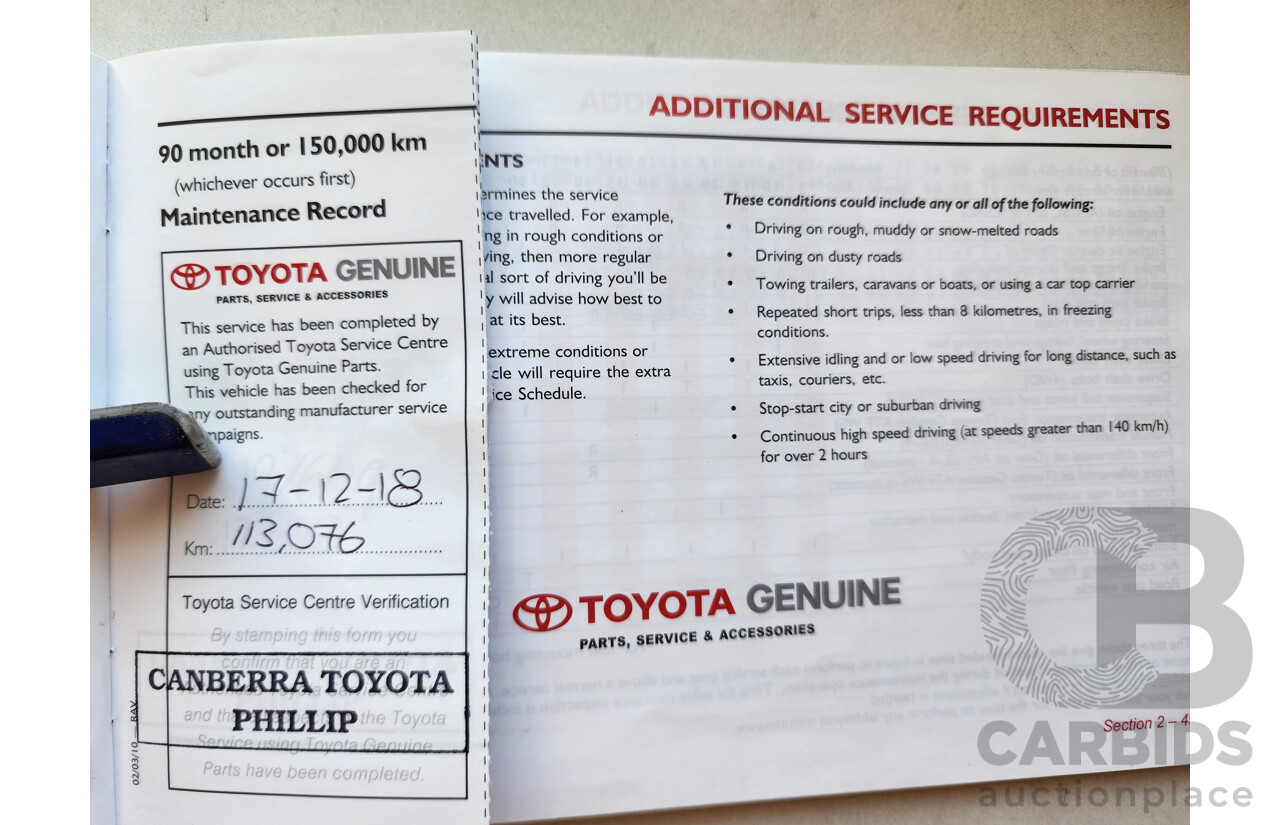 90 month or 150,000 km
(whichever occurs first)
Maintenance Record
TOYOTA GENUINE
PARTS, SERVICE & ACCESSORIES
This service has been completed by
an Authorised Toyota Service Centre
using Toyota Genuine Parts.
This vehicle has been checked for
any outstanding manufacturer service
mpaigns.
Date: 17-12-18
Km: 113,076
Toyota Service Centre Verification
By stamping this form you
confirm that you are an
CANBERRA TOYOTA
PHILLIP
and the Toyota
Service using Toyota Genuine
Parts have been completed.
02/03/10 — RAV
ADDITIONAL SERVICE REQUIREMENTS
NTS
ermines the service
ce travelled. For example,
ng in rough conditions or
ving, then more regular
al sort of driving you'll be
y will advise how best to
at its best.
extreme conditions or
cle will require the extra
ice Schedule.
These conditions could include any or all of the following:
• Driving on rough, muddy or snow-melted roads
• Driving on dusty roads
• Towing trailers, caravans or boats, or using a car top carrier
• Repeated short trips, less than 8 kilometres, in freezing
conditions.
• Extensive idling and or low speed driving for long distance, such as
taxis, couriers, etc.
• Stop-start city or suburban driving
• Continuous high speed driving (at speeds greater than 140 km/h)
for over 2 hours
TOYOTA GENUINE
PARTS, SERVICE & ACCESSORIES
Section 2 – 4
CB
CARBIDS
auctionplace